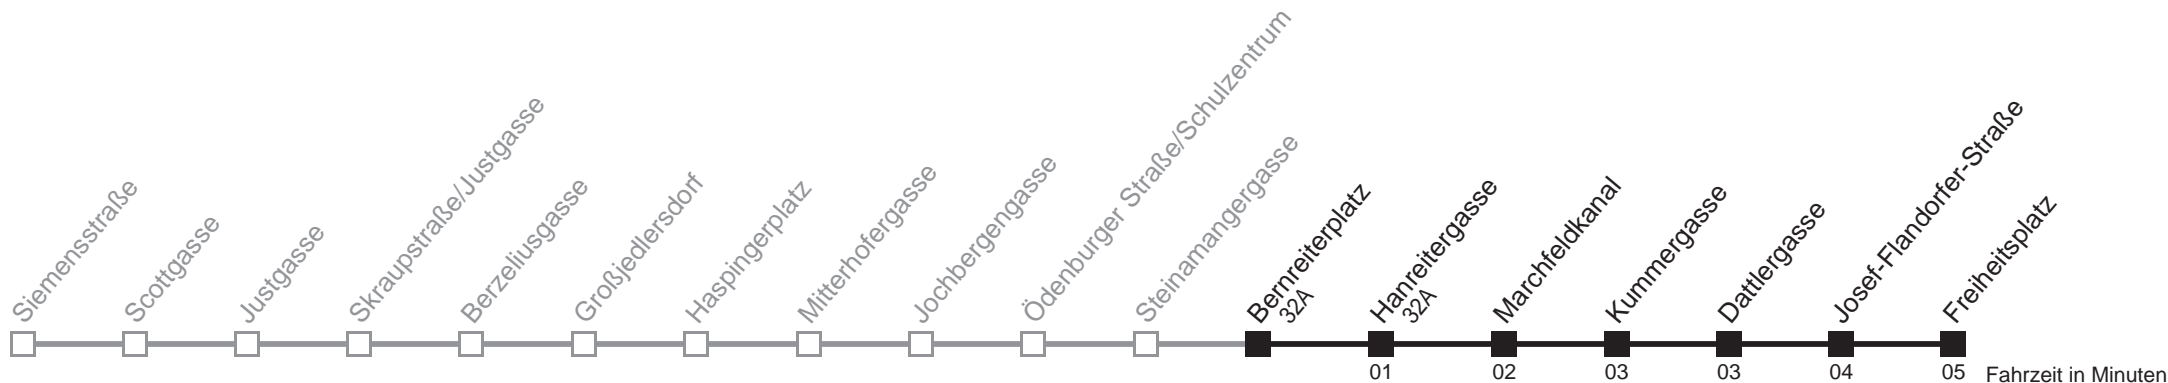 Siemensstraße
Scottgasse
Justgasse
Skraupstraße/Justgasse
Berzeliusgasse
Großjedlersdorf
Haspingerplatz
Mitterhofergasse
Jochbergengasse
Ödenburger Straße/Schulzentrum
Steinamangergasse
Bernreiterplatz
32A
Hanreitergasse
32A
Marchfeldkanal
Kummergasse
Dattlergasse
Josef-Flandorfer-Straße
Freiheitsplatz
01 02 03 03 04 05 Fahrzeit in Minuten